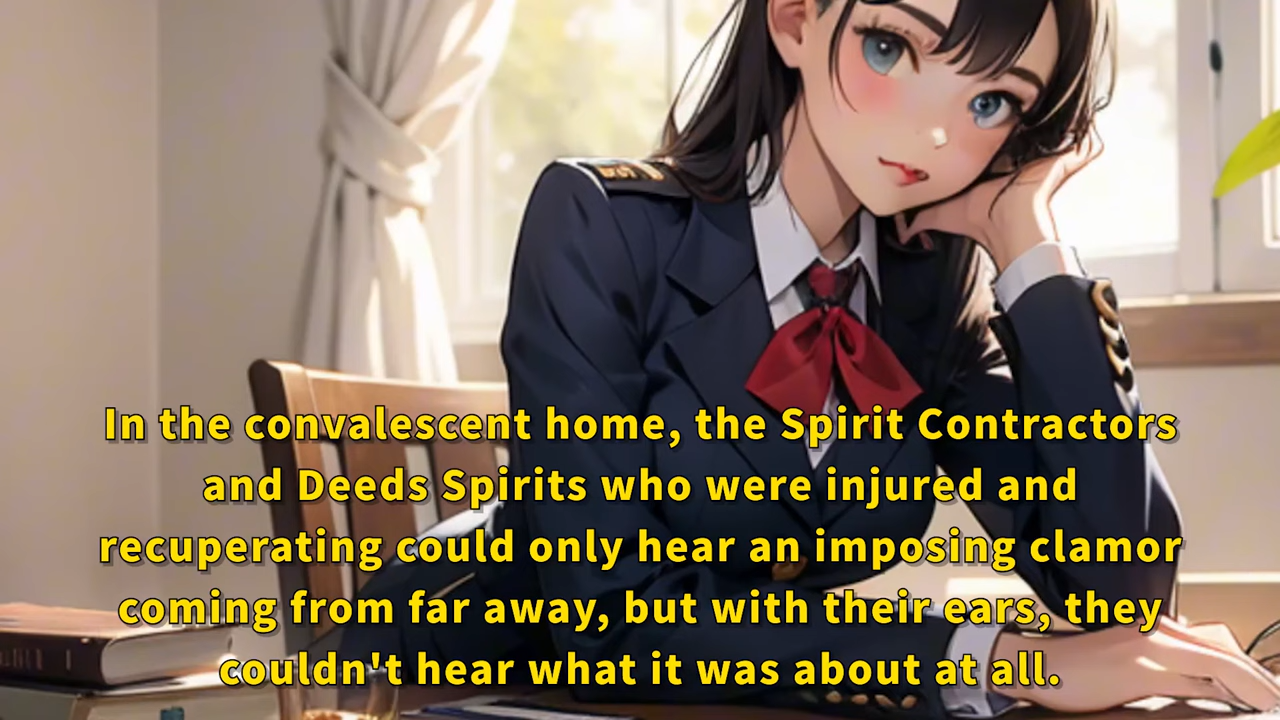 In the convalescent home, the Spirit Contractors
and Deeds Spirits who were injured and
recuperating could only hear an imposing clamor
coming from far away, but with their ears, they
couldn't hear what it was about at all.